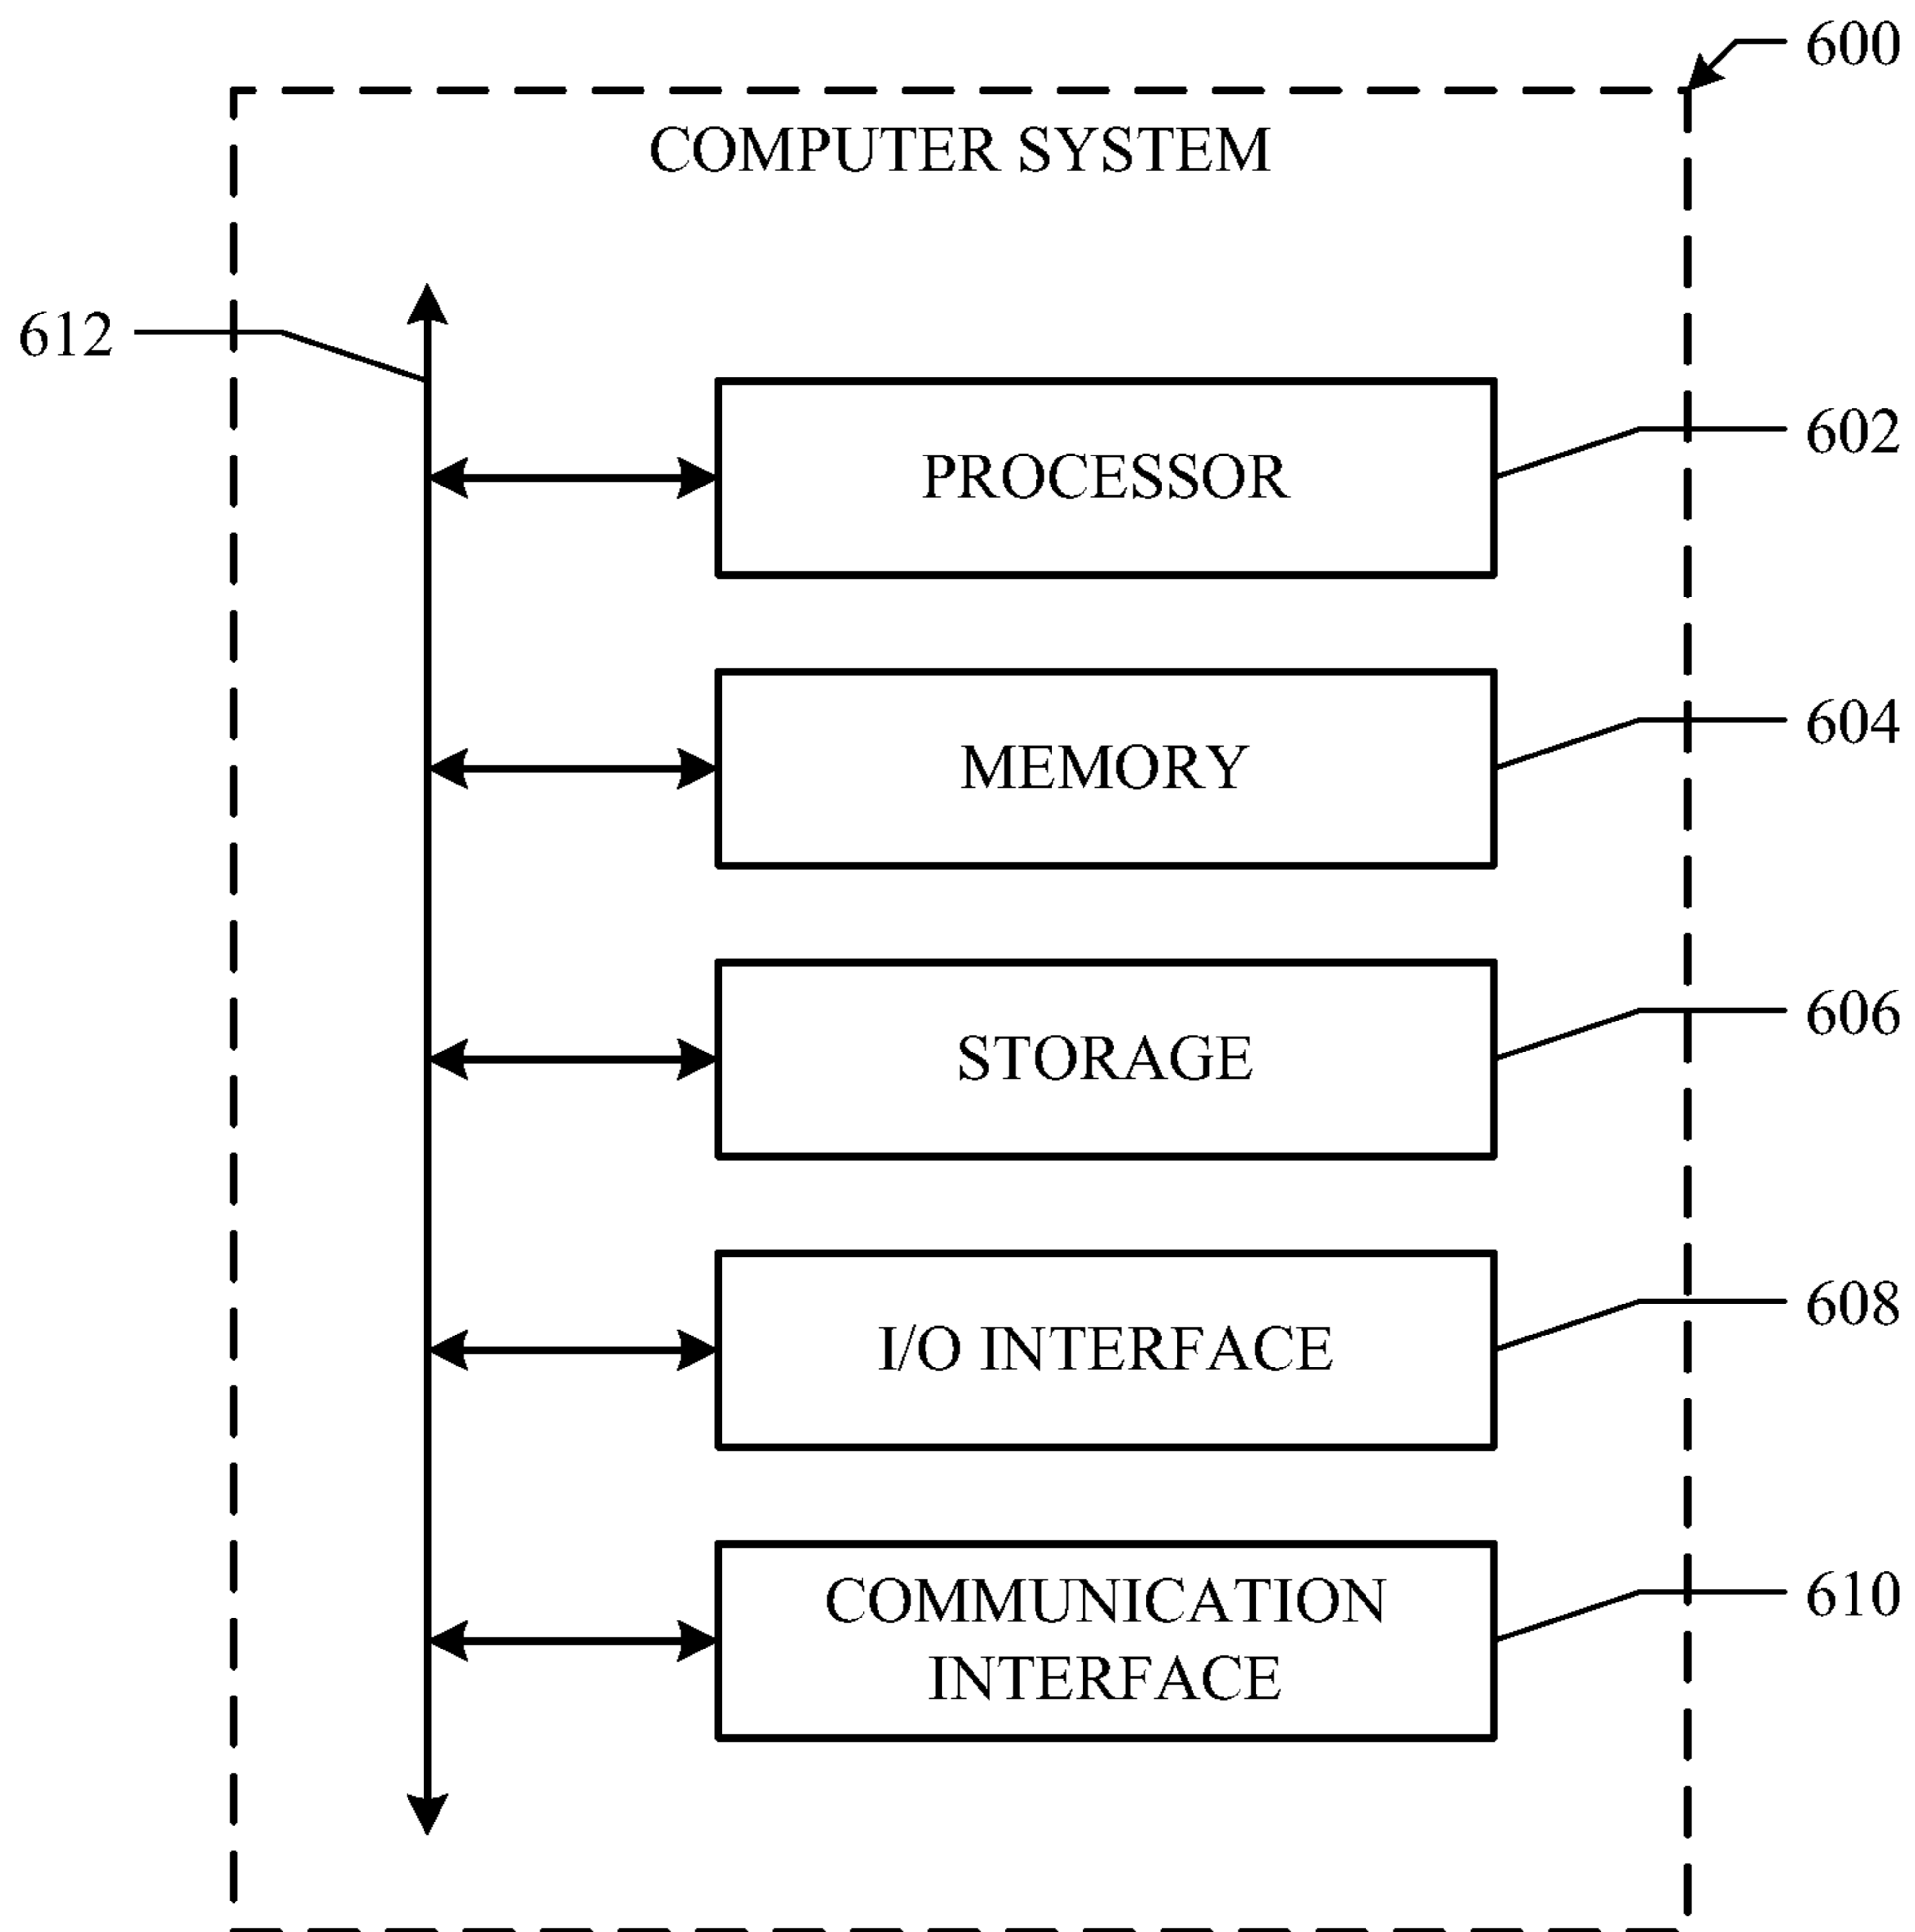 600
COMPUTER SYSTEM
612
PROCESSOR
602
MEMORY
604
STORAGE
606
I/O INTERFACE
608
COMMUNICATION
INTERFACE
610